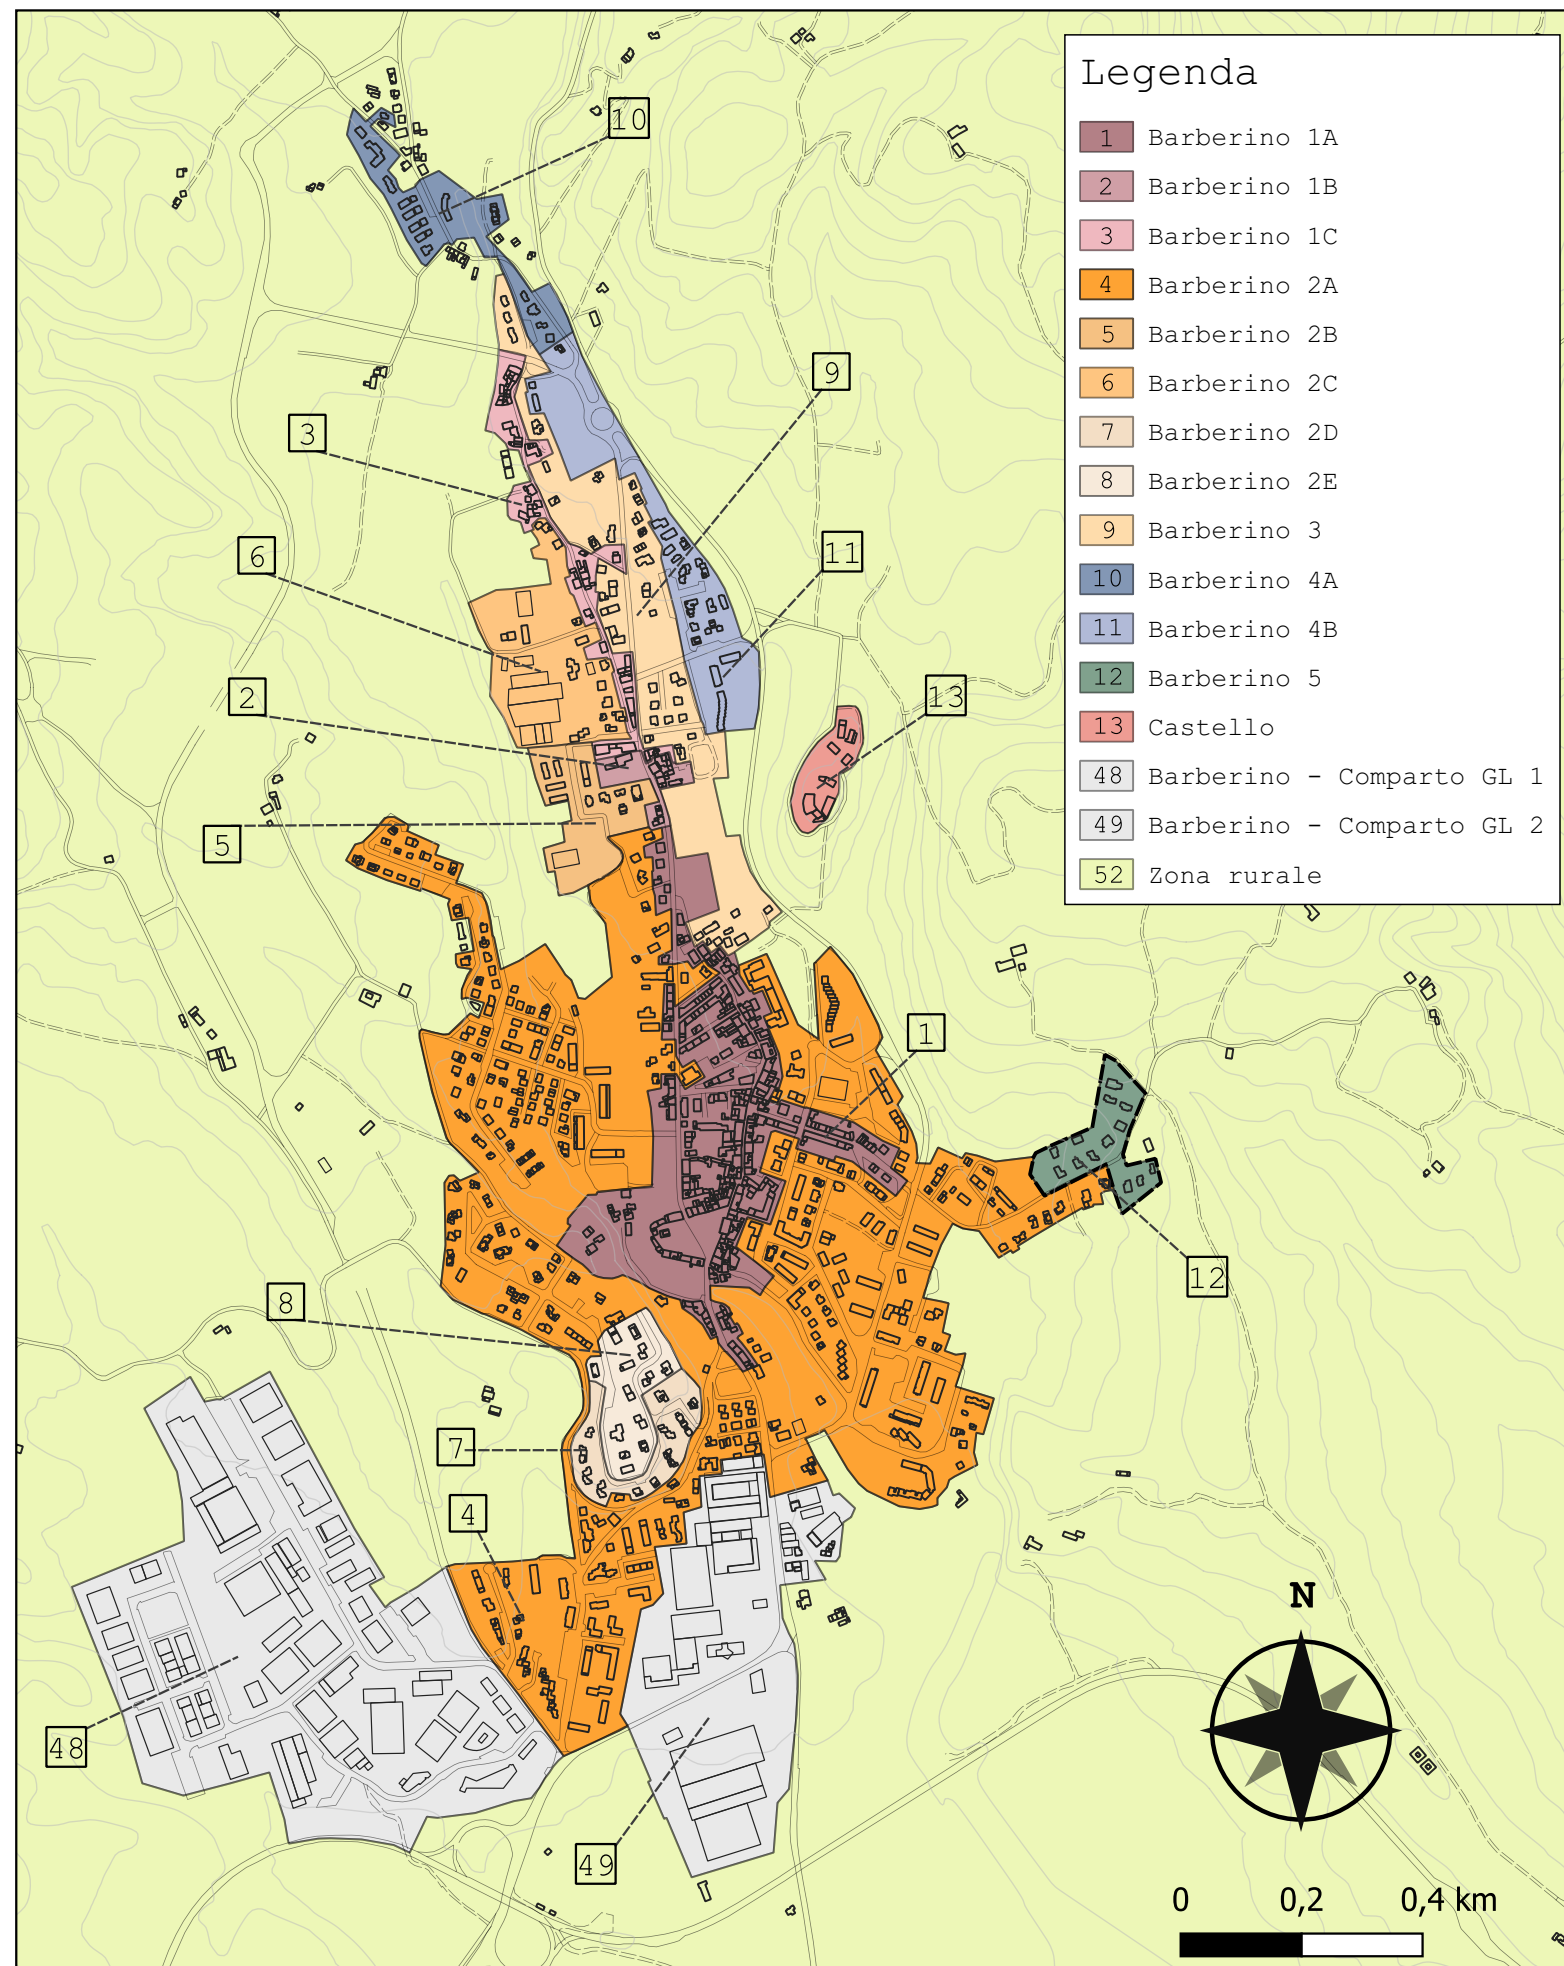 Legenda
1 Barberino 1A
2 Barberino 1B
3 Barberino 1C
4 Barberino 2A
5 Barberino 2B
6 Barberino 2C
7 Barberino 2D
8 Barberino 2E
9 Barberino 3
10 Barberino 4A
11 Barberino 4B
12 Barberino 5
13 Castello
48 Barberino - Comparto GL 1
49 Barberino - Comparto GL 2
52 Zona rurale
10
9
3
11
6
2
13
5
1
12
8
7
4
48
49
N
0 0,2 0,4 km